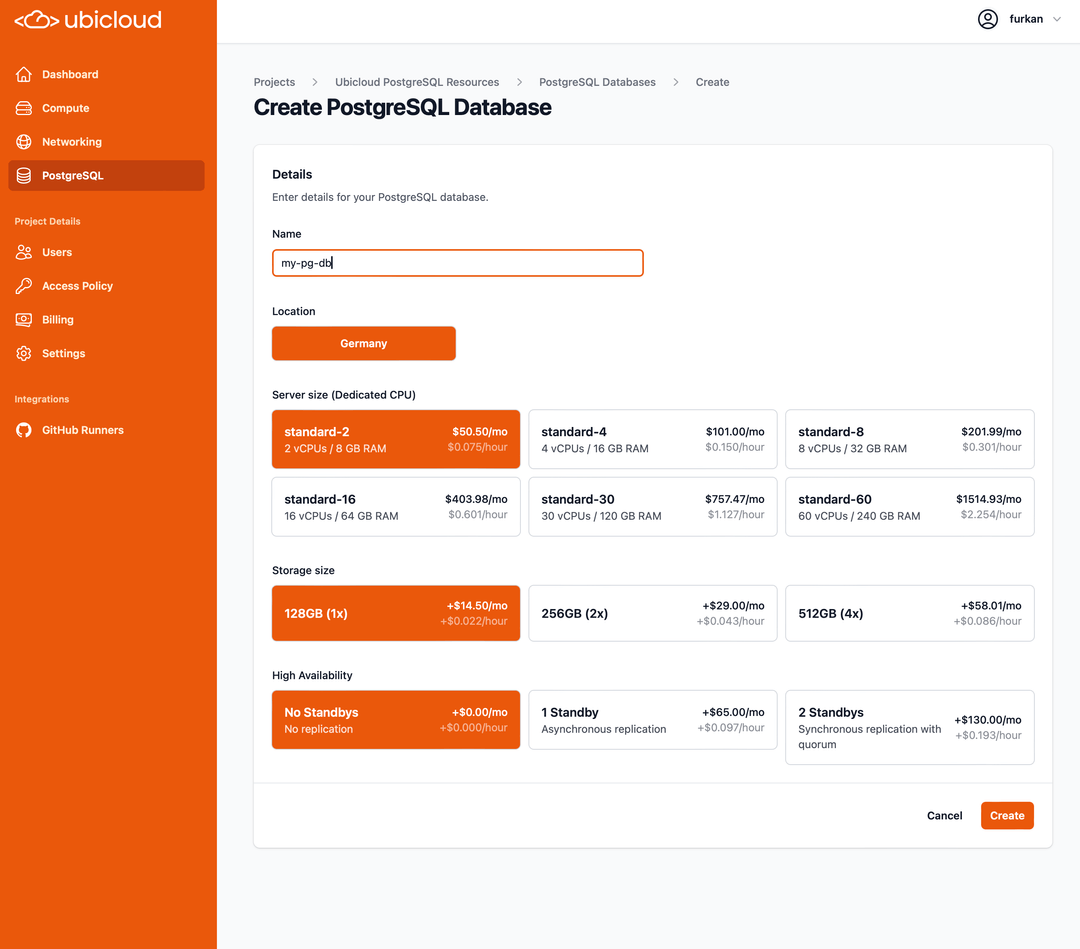 ubicloud
furkan
Dashboard
Compute
Networking
PostgreSQL
Project Details
Users
Access Policy
Billing
Settings
Integrations
GitHub Runners
Projects > Ubicloud PostgreSQL Resources > PostgreSQL Databases > Create
Create PostgreSQL Database
Details
Enter details for your PostgreSQL database.
Name
my-pg-db
Location
Germany
Server size (Dedicated CPU)
standard-2 $50.50/mo
2 vCPUs / 8 GB RAM $0.075/hour
standard-4 $101.00/mo
4 vCPUs / 16 GB RAM $0.150/hour
standard-8 $201.99/mo
8 vCPUs / 32 GB RAM $0.301/hour
standard-16 $403.98/mo
16 vCPUs / 64 GB RAM $0.601/hour
standard-30 $757.47/mo
30 vCPUs / 120 GB RAM $1.127/hour
standard-60 $1514.93/mo
60 vCPUs / 240 GB RAM $2.254/hour
Storage size
128GB (1x) +$14.50/mo
+$0.022/hour
256GB (2x) +$29.00/mo
+$0.043/hour
512GB (4x) +$58.01/mo
+$0.086/hour
High Availability
No Standbys +$0.00/mo
No replication +$0.000/hour
1 Standby +$65.00/mo
Asynchronous replication +$0.097/hour
2 Standbys +$130.00/mo
Synchronous replication with +$0.193/hour
quorum
Cancel
Create